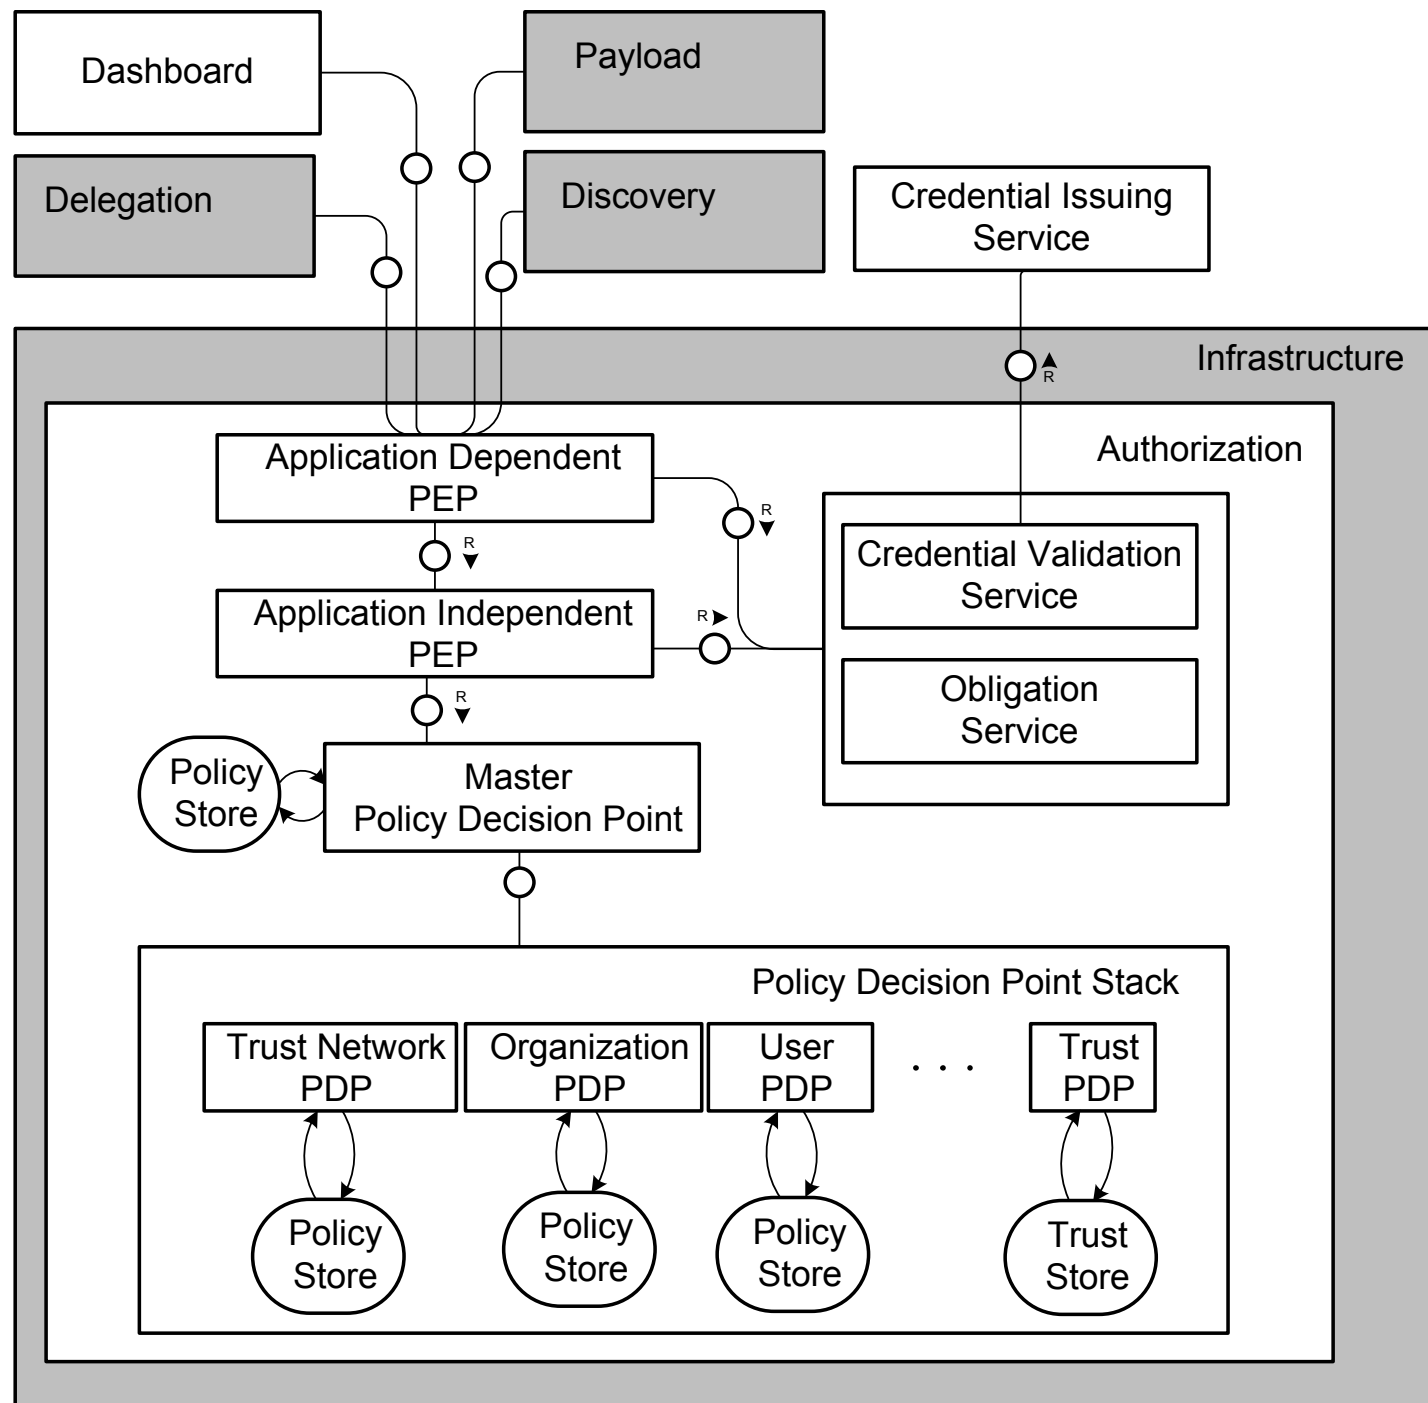 Dashboard
Payload
Delegation
Discovery
Credential Issuing
Service
Infrastructure
R
Authorization
Application Dependent
PEP
R
R
Credential Validation
Service
Application Independent
PEP
R
Obligation
Service
R
Policy
Store
Master
Policy Decision Point
Policy Decision Point Stack
Trust Network
PDP
Organization
PDP
User
PDP
. . .
Trust
PDP
Policy
Store
Policy
Store
Policy
Store
Trust
Store